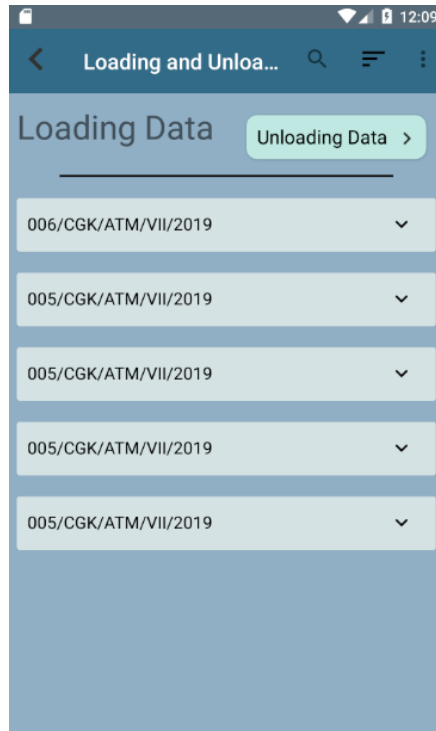 12:09
Loading and Unloa...
Loading Data
Unloading Data
006/CGK/ATM/VII/2019
005/CGK/ATM/VII/2019
005/CGK/ATM/VII/2019
005/CGK/ATM/VII/2019
005/CGK/ATM/VII/2019